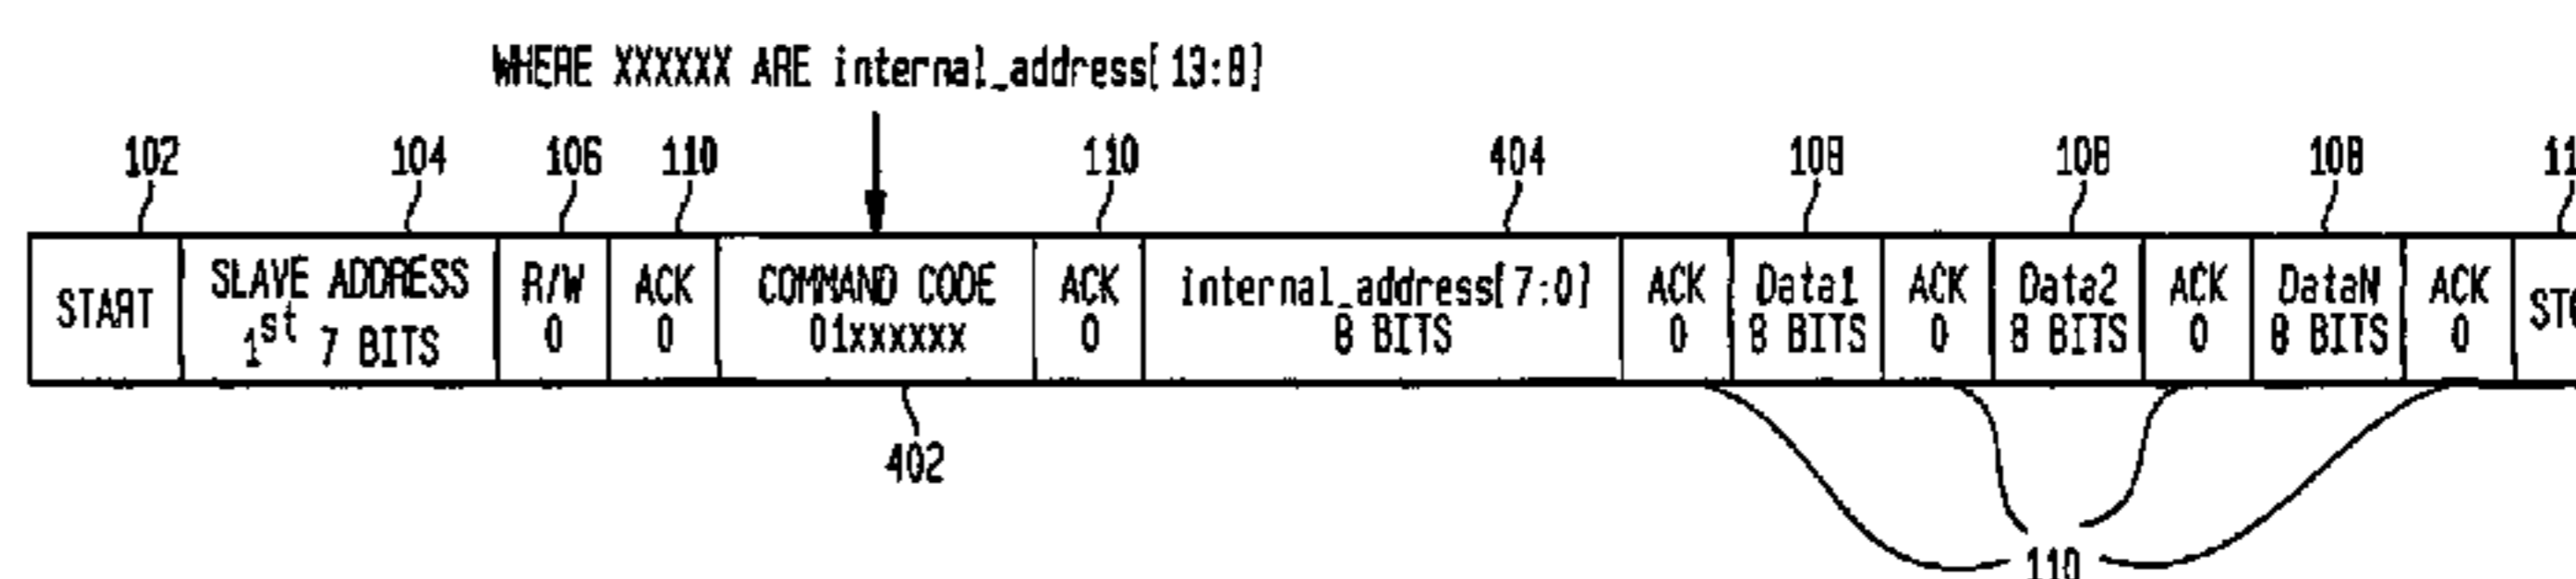 WHERE XXXXXX ARE internal_address[13:8]
102 104 106 110 110 404 108 108 108
START
SLAVE ADDRESS
1st 7 BITS
R/W
0
ACK
0
COMMAND CODE
01xxxxxx
ACK
0
internal_address[7:0]
8 BITS
ACK
0
Data1
8 BITS
ACK
0
Data2
8 BITS
ACK
0
DataN
8 BITS
ACK
0
402
110